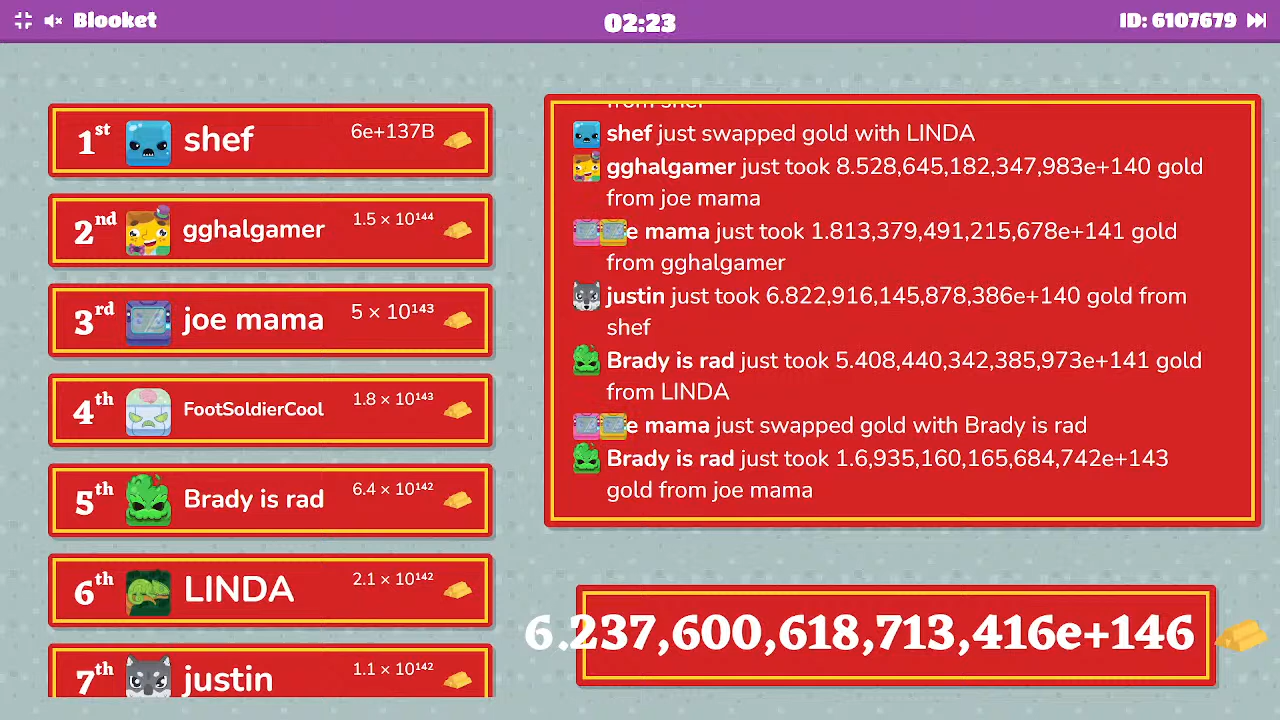 Blooket
02:23
ID: 6107679
1st shef 6e+137B
2nd gghalgamer 1.5 × 10¹⁴⁴
3rd joe mama 5 × 10¹⁴³
4th FootSoldierCool 1.8 × 10¹⁴³
5th Brady is rad 6.4 × 10¹⁴²
6th LINDA 2.1 × 10¹⁴²
7th justin 1.1 × 10¹⁴²
from shef
shef just swapped gold with LINDA
gghalgamer just took 8.528,645,182,347,983e+140 gold
from joe mama
e mama just took 1.813,379,491,215,678e+141 gold
from gghalgamer
justin just took 6.822,916,145,878,386e+140 gold from
shef
Brady is rad just took 5.408,440,342,385,973e+141 gold
from LINDA
e mama just swapped gold with Brady is rad
Brady is rad just took 1.6,935,160,165,684,742e+143
gold from joe mama
6.237,600,618,713,416e+146